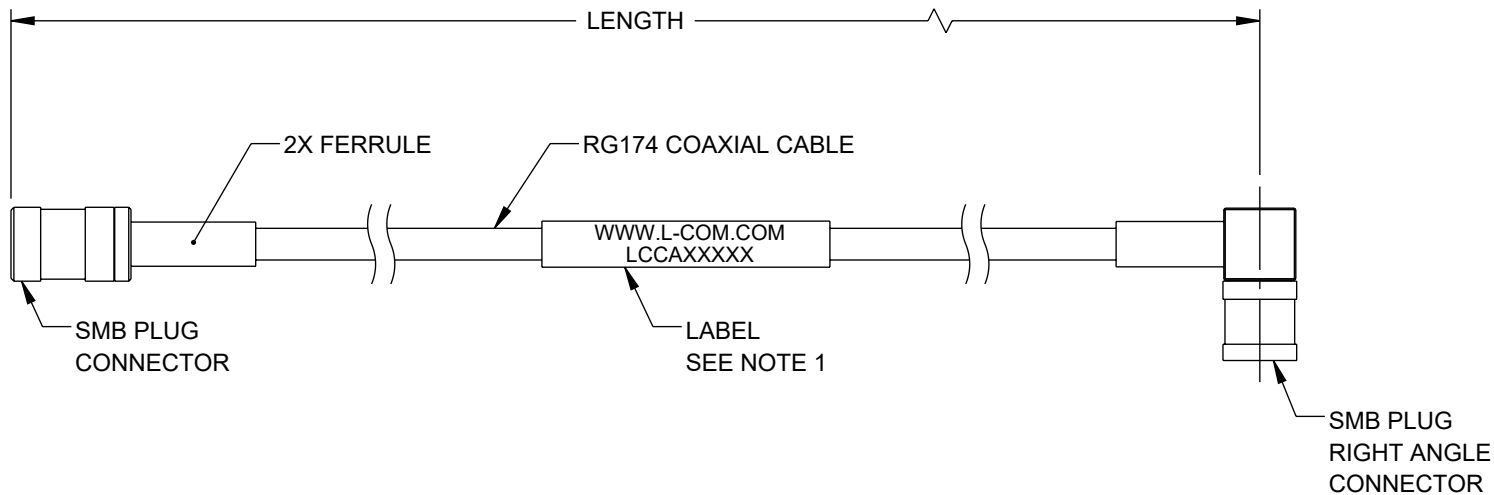 LENGTH
2X FERRULE
RG174 COAXIAL CABLE
WWW.L-COM.COM
LCCAXXXXX
SMB PLUG
CONNECTOR
LABEL
SEE NOTE 1
SMB PLUG
RIGHT ANGLE
CONNECTOR